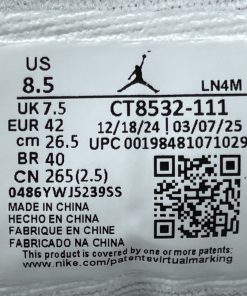 US
8.5
LN4M
UK 7.5 CT8532-111
EUR 42 12/18/24 | 03/07/25
cm 26.5 UPC 00198481071029
BR 40
CN 265(2.5)
0486YWJ5239SS
MADE IN CHINA
HECHO EN CHINA
FABRIQUE EN CHINE
FABRICADO NA CHINA
This product is covered by one or more patents.
www.nike.com/patentsvirtualmarking